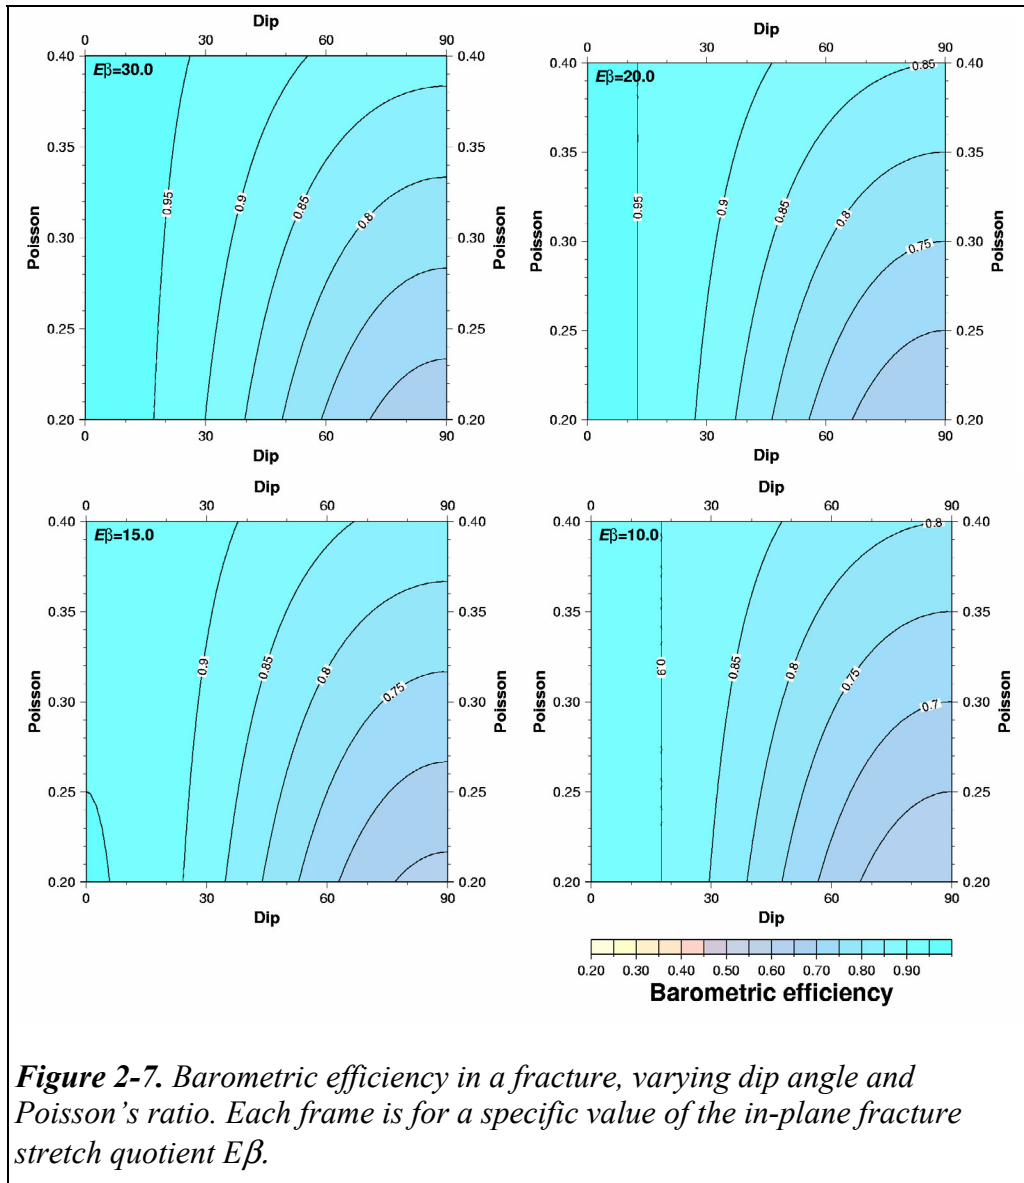 Dip
Dip
0 30 60 90
0 30 60 90
Eβ=30.0
Eβ=20.0
0.40 0.40
0.40 0.40
0.85
0.35 0.35
0.35 0.35
0.95 0.9 0.85 0.8
0.95 0.9 0.85 0.8 0.75
0.30 0.30
0.30 0.30
Poisson Poisson
Poisson Poisson
0.25 0.25
0.25 0.25
0.20 0.20
0.20 0.20
0 30 60 90
0 30 60 90
Dip
Dip
Dip
Dip
0 30 60 90
0 30 60 90
Eβ=15.0
Eβ=10.0
0.40 0.40
0.40 0.40
0.8
0.35 0.35
0.35 0.35
0.9 0.85 0.8 0.75
0.9 0.85 0.8 0.75 0.7
0.30 0.30
0.30 0.30
Poisson Poisson
Poisson Poisson
0.25 0.25
0.25 0.25
0.20 0.20
0.20 0.20
0 30 60 90
0 30 60 90
Dip
Dip
0.20 0.30 0.40 0.50 0.60 0.70 0.80 0.90
Barometric efficiency
Figure 2-7. Barometric efficiency in a fracture, varying dip angle and
Poisson's ratio. Each frame is for a specific value of the in-plane fracture
stretch quotient Eβ.